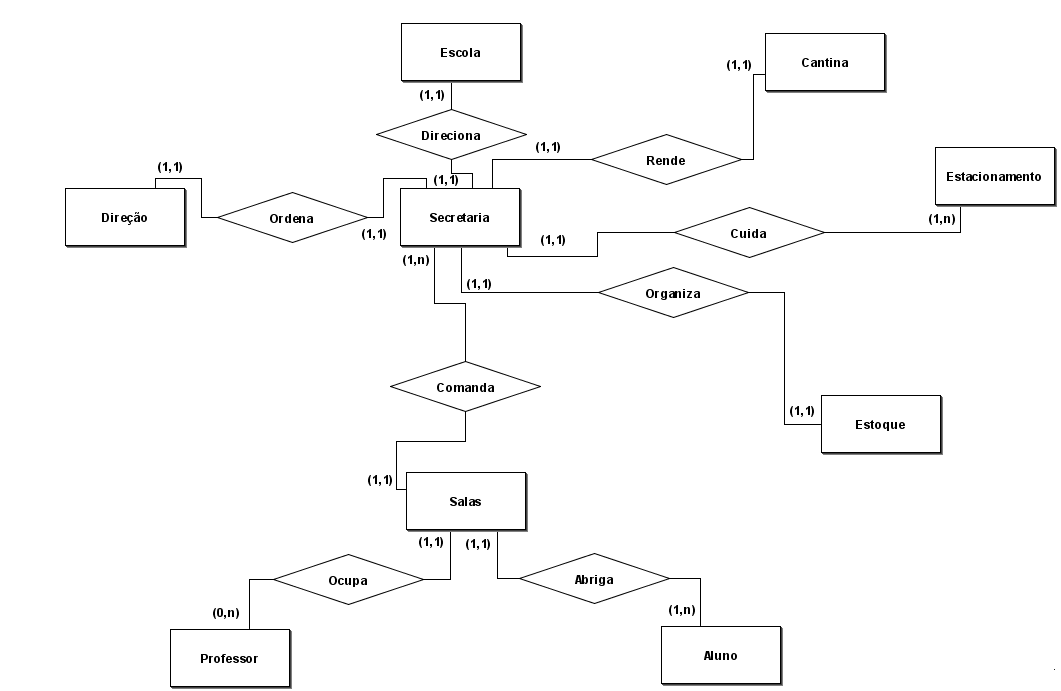 Escola
Cantina
(1,1)
(1,1)
Direciona
(1,1)
Rende
(1,1)
Estacionamento
(1,1)
Direção
Ordena
Secretaria
(1,n)
(1,1)
(1,1)
Cuida
(1,n)
(1,1)
Organiza
Comanda
(1,1)
Estoque
(1,1)
Salas
(1,1)
(1,1)
Ocupa
Abriga
(0,n)
(1,n)
Professor
Aluno